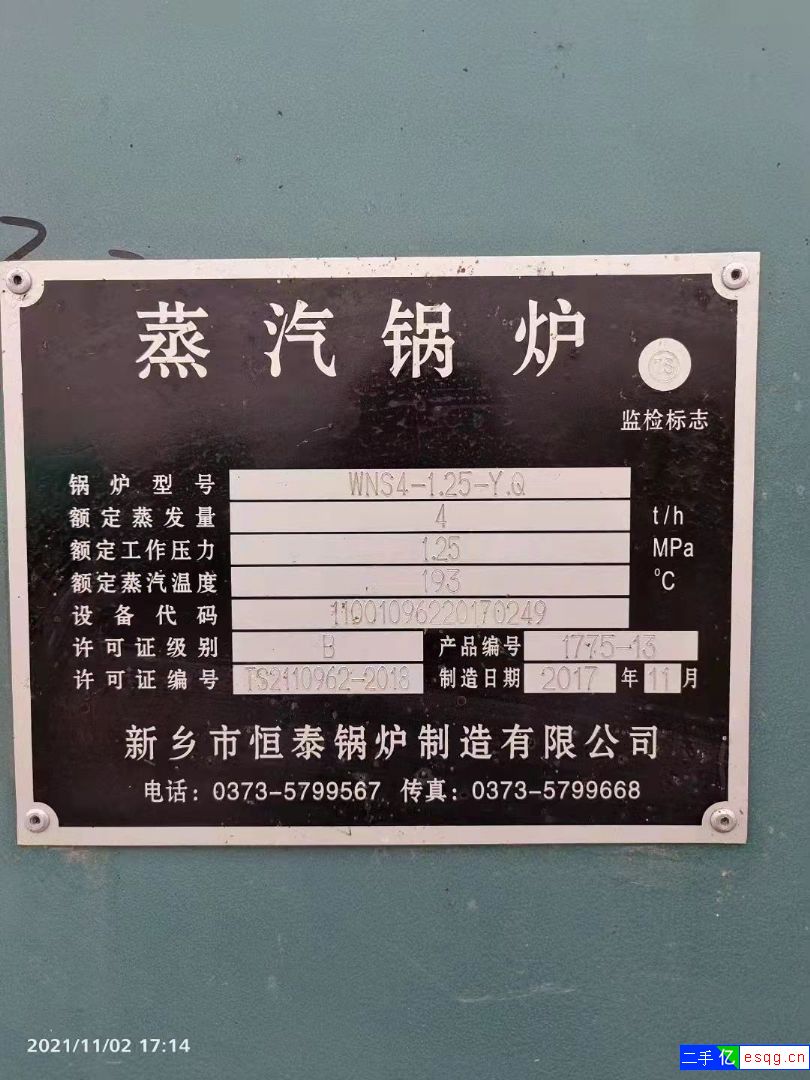 蒸汽锅炉
TS
监检标志
锅炉型号 WNS4-1.25-Y.Q
额定蒸发量 4 t/h
额定工作压力 1.25 MPa
额定蒸汽温度 193 °C
设备代码 11001096220170249
许可证级别 B 产品编号 1775-13
许可证编号 TS2110962-2018 制造日期 2017 年 11 月
新乡市恒泰锅炉制造有限公司
电话：0373-5799567 传真：0373-5799668
2021/11/02 17:14
二手亿 esqg.cn